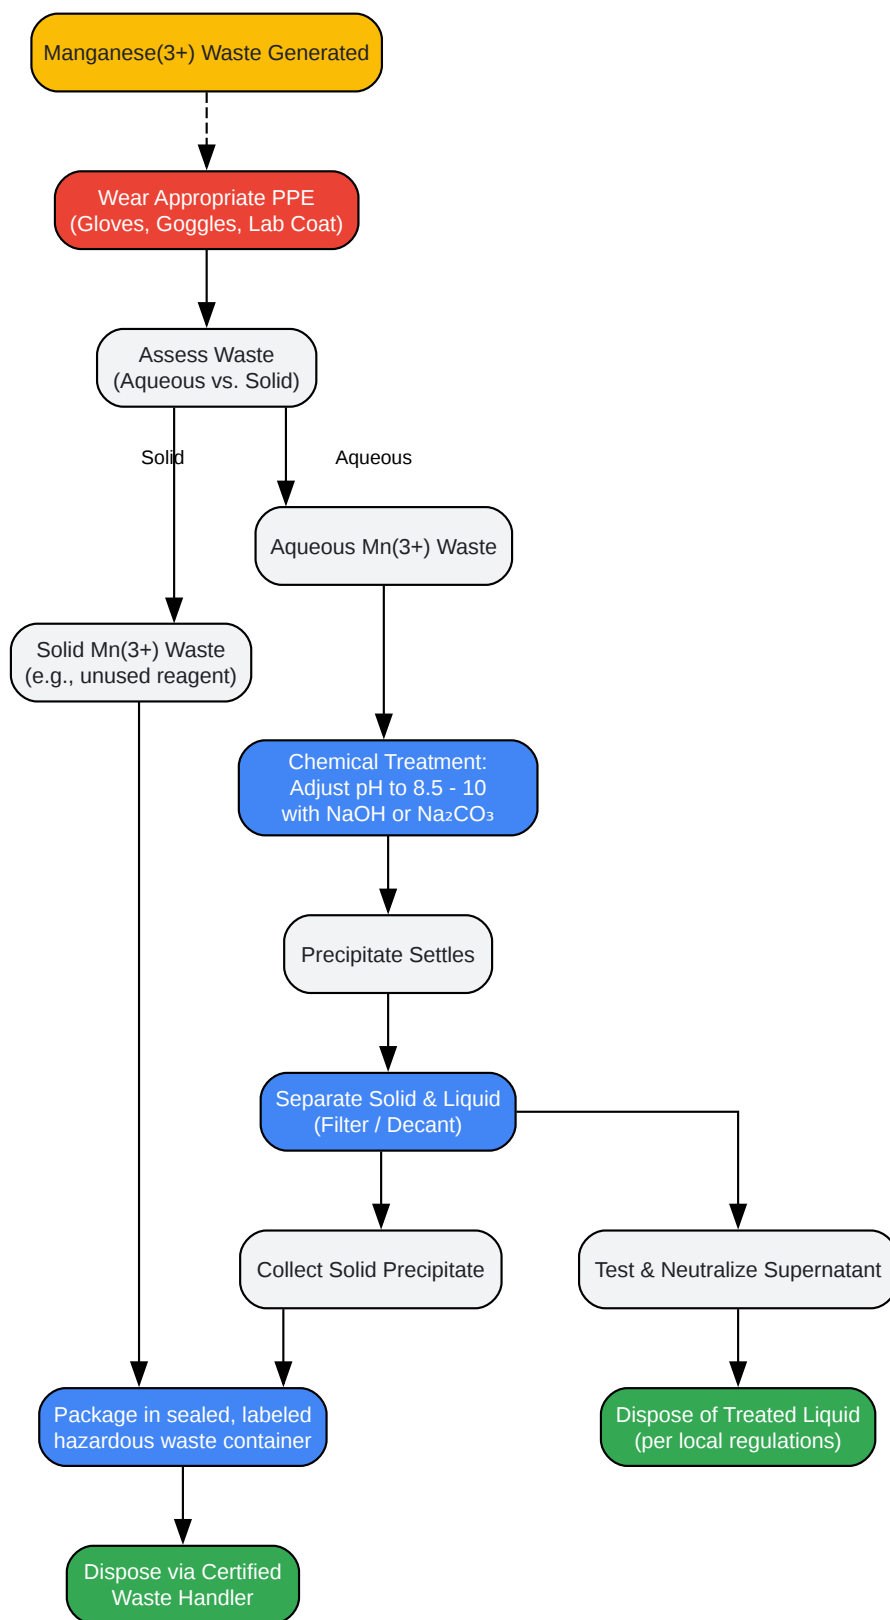 Manganese(3+) Waste Generated
Wear Appropriate PPE
(Gloves, Goggles, Lab Coat)
Assess Waste
(Aqueous vs. Solid)
Solid
Aqueous
Aqueous Mn(3+) Waste
Solid Mn(3+) Waste
(e.g., unused reagent)
Chemical Treatment:
Adjust pH to 8.5 - 10
with NaOH or Na₂CO₃
Precipitate Settles
Separate Solid & Liquid
(Filter / Decant)
Collect Solid Precipitate
Test & Neutralize Supernatant
Package in sealed, labeled
hazardous waste container
Dispose of Treated Liquid
(per local regulations)
Dispose via Certified
Waste Handler